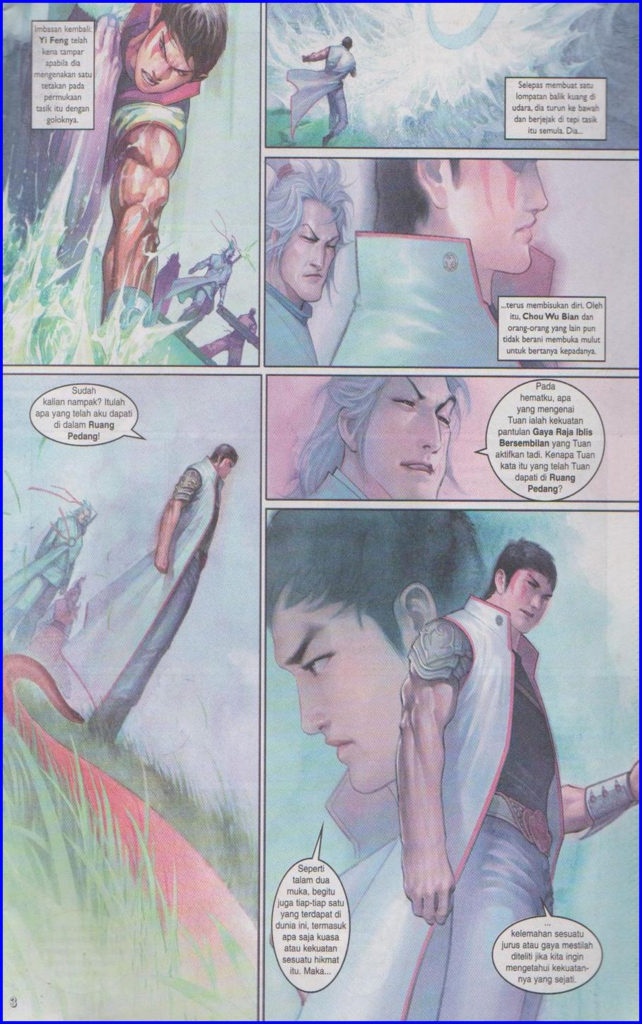 Imbasan kembali:
Yi Feng telah
kena tampar
apabila dia
mengenakan satu
tetakan pada
permukaan
tasik itu dengan
goloknya.
Selepas membuat satu
lompatan balik kuang di
udara, dia turun ke bawah
dan berjejak di tepi tasik
itu semula. Dia...
...terus membisukan diri. Oleh
itu, Chou Wu Bian dan
orang-orang yang lain pun
tidak berani membuka mulut
untuk bertanya kepadanya.
Sudah
kalian nampak? Itulah
apa yang telah aku dapati
di dalam Ruang
Pedang!
Pada
hematku, apa
yang mengenai
Tuan ialah kekuatan
pantulan Gaya Raja Iblis
Bersembilan yang Tuan
aktifkan tadi. Kenapa Tuan
kata itu yang telah Tuan
dapati di Ruang
Pedang?
Seperti
talam dua
muka, begitu
juga tiap-tiap satu
yang terdapat di
dunia ini, termasuk
apa saja kuasa
atau kekuatan
sesuatu hikmat
itu. Maka...
...
kelemahan sesuatu
jurus atau gaya mestilah
diteliti jika kita ingin
mengetahui kekuatan-
nya yang sejati.
3